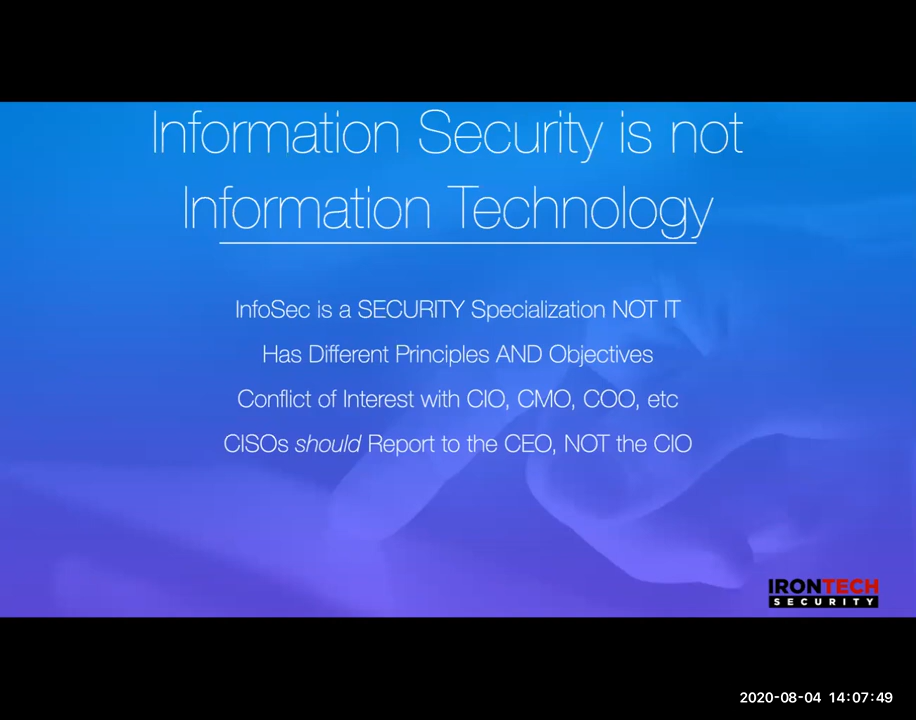 Information Security is not
Information Technology
InfoSec is a SECURITY Specialization NOT IT
Has Different Principles AND Objectives
Conflict of Interest with CIO, CMO, COO, etc
CISOs should Report to the CEO, NOT the CIO
IRONTECH
SECURITY
2020-08-04 14:07:49